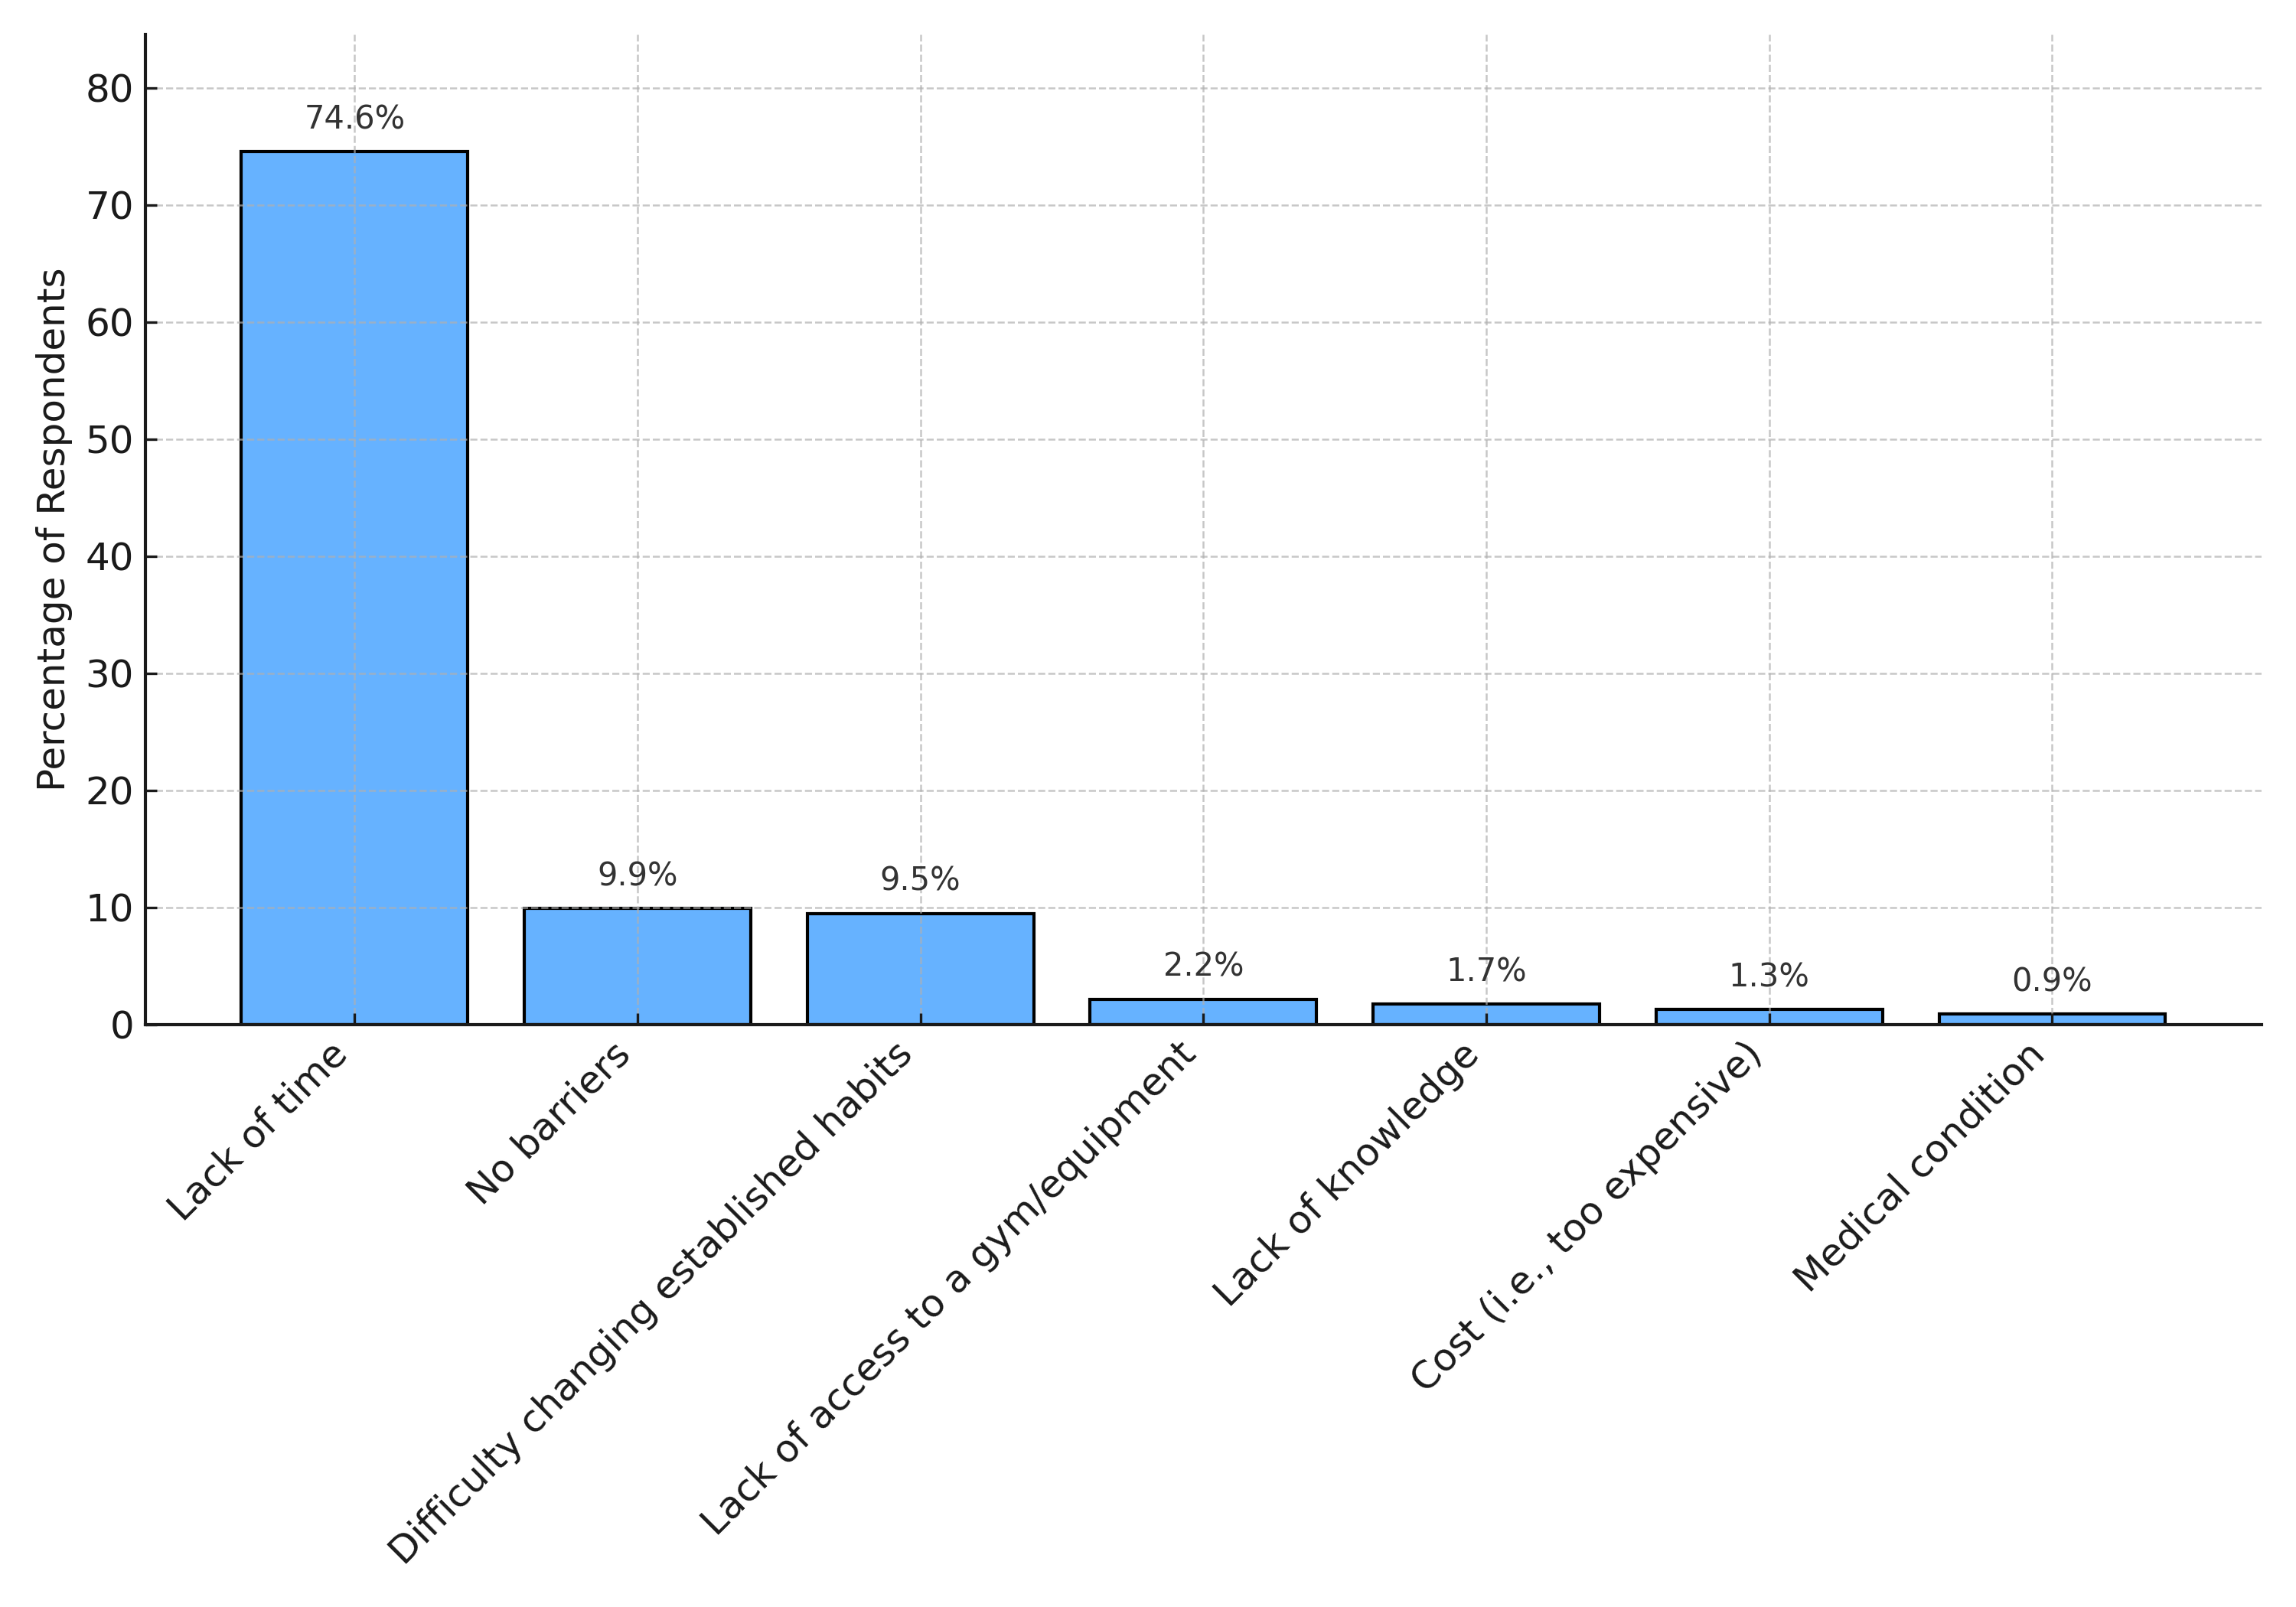 Percentage of Respondents
80
70
60
50
40
30
20
10
0
74.6%
9.9%
9.5%
2.2%
1.7%
1.3%
0.9%
Lack of time
No barriers
Difficulty changing established habits
Lack of access to a gym/equipment
Lack of knowledge
Cost (i.e., too expensive)
Medical condition